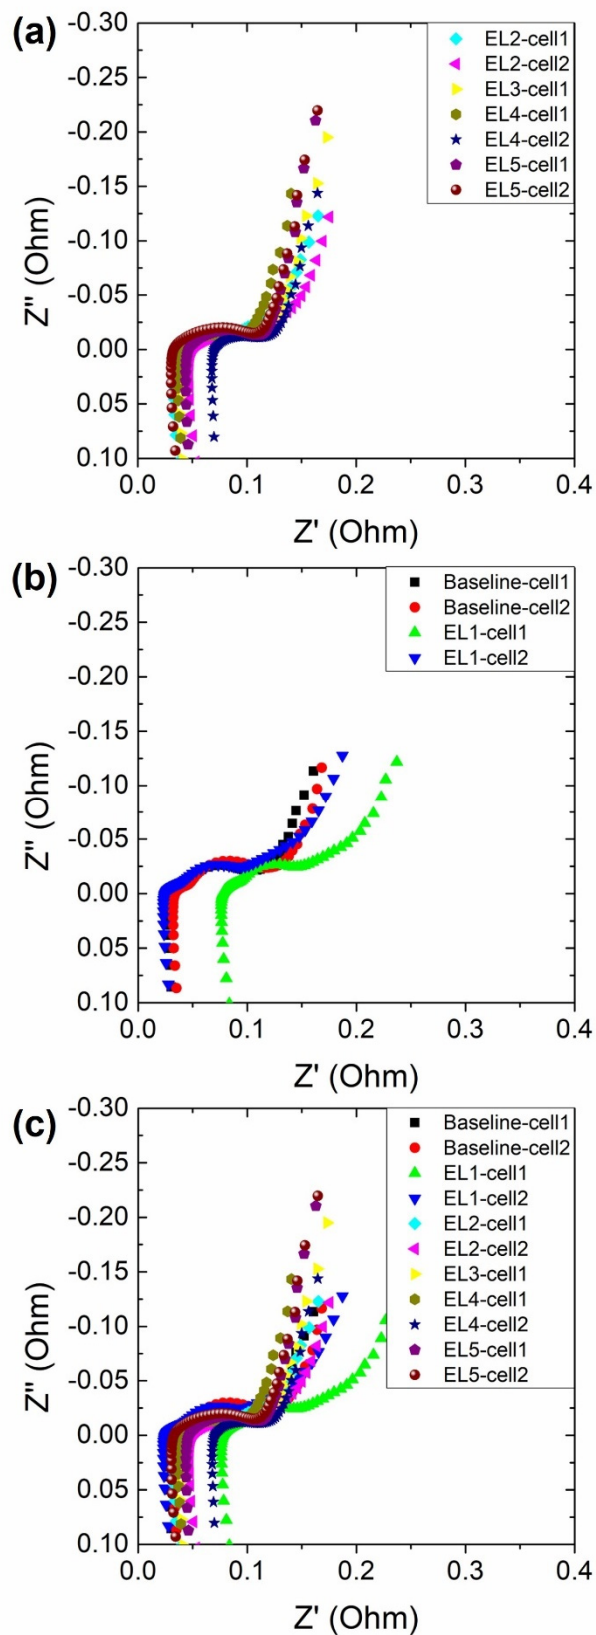 (a)
-0.30
-0.25
-0.20
-0.15
-0.10
-0.05
0.00
0.05
0.10
Z'' (Ohm)
EL2-cell1
EL2-cell2
EL3-cell1
EL4-cell1
EL4-cell2
EL5-cell1
EL5-cell2
0.0 0.1 0.2 0.3 0.4
Z' (Ohm)
(b)
-0.30
-0.25
-0.20
-0.15
-0.10
-0.05
0.00
0.05
0.10
Z'' (Ohm)
Baseline-cell1
Baseline-cell2
EL1-cell1
EL1-cell2
0.0 0.1 0.2 0.3 0.4
Z' (Ohm)
(c)
-0.30
-0.25
-0.20
-0.15
-0.10
-0.05
0.00
0.05
0.10
Z'' (Ohm)
Baseline-cell1
Baseline-cell2
EL1-cell1
EL1-cell2
EL2-cell1
EL2-cell2
EL3-cell1
EL4-cell1
EL4-cell2
EL5-cell1
EL5-cell2
0.0 0.1 0.2 0.3 0.4
Z' (Ohm)